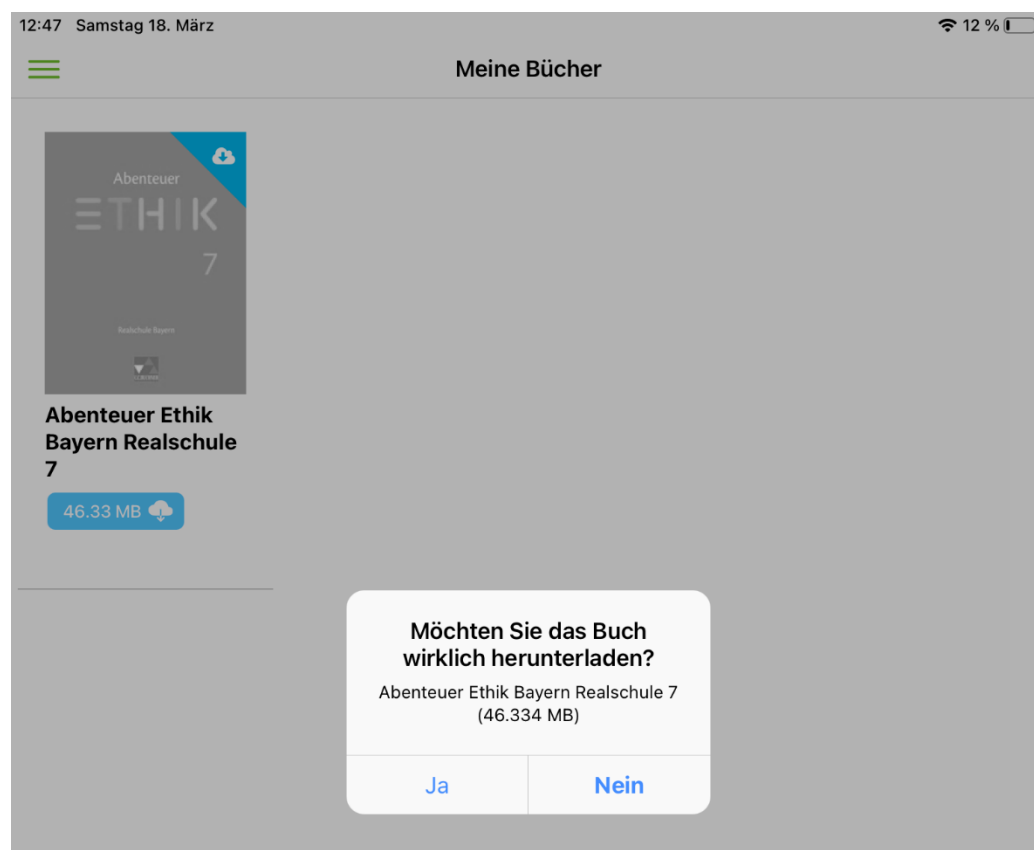 12:47 Samstag 18. März
12 %
Meine Bücher
Abenteuer
ETHIK
7
Realschule Bayern
Abenteuer Ethik
Bayern Realschule
7
46.33 MB
Möchten Sie das Buch
wirklich herunterladen?
Abenteuer Ethik Bayern Realschule 7
(46.334 MB)
Ja
Nein